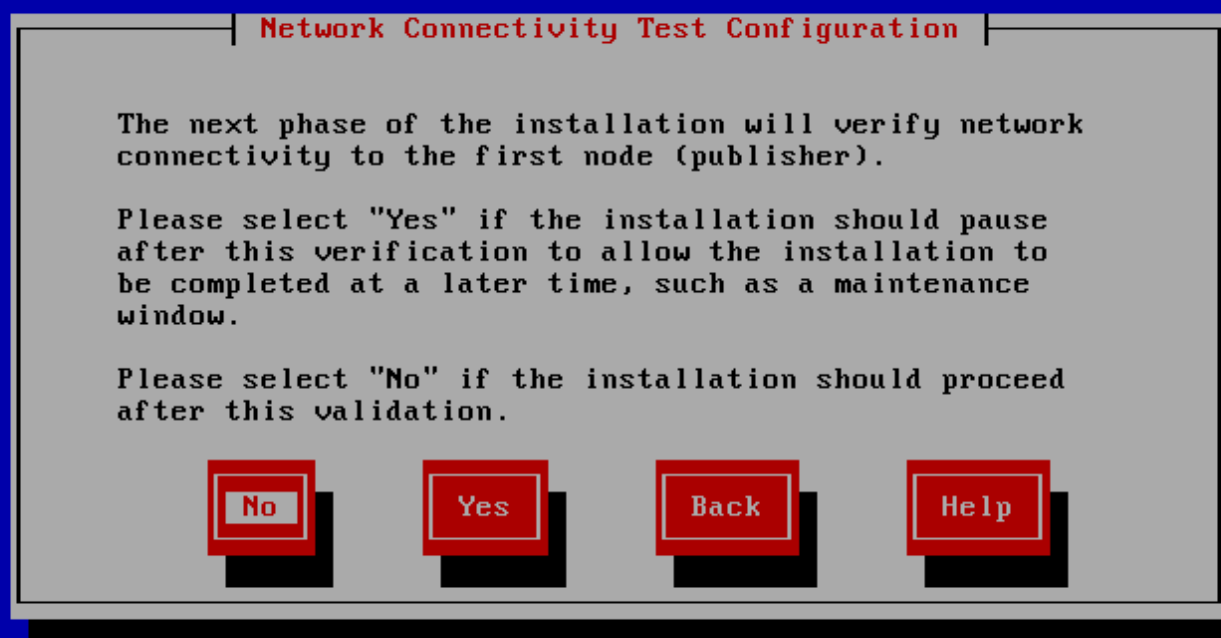 Network Connectivity Test Configuration
The next phase of the installation will verify network
connectivity to the first node (publisher).
Please select "Yes" if the installation should pause
after this verification to allow the installation to
be completed at a later time, such as a maintenance
window.
Please select "No" if the installation should proceed
after this validation.
No Yes Back Help